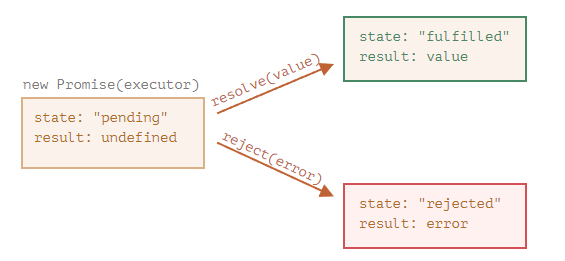 new Promise(executor)
state: "pending"
result: undefined
resolve(value)
reject(error)
state: "fulfilled"
result: value
state: "rejected"
result: error